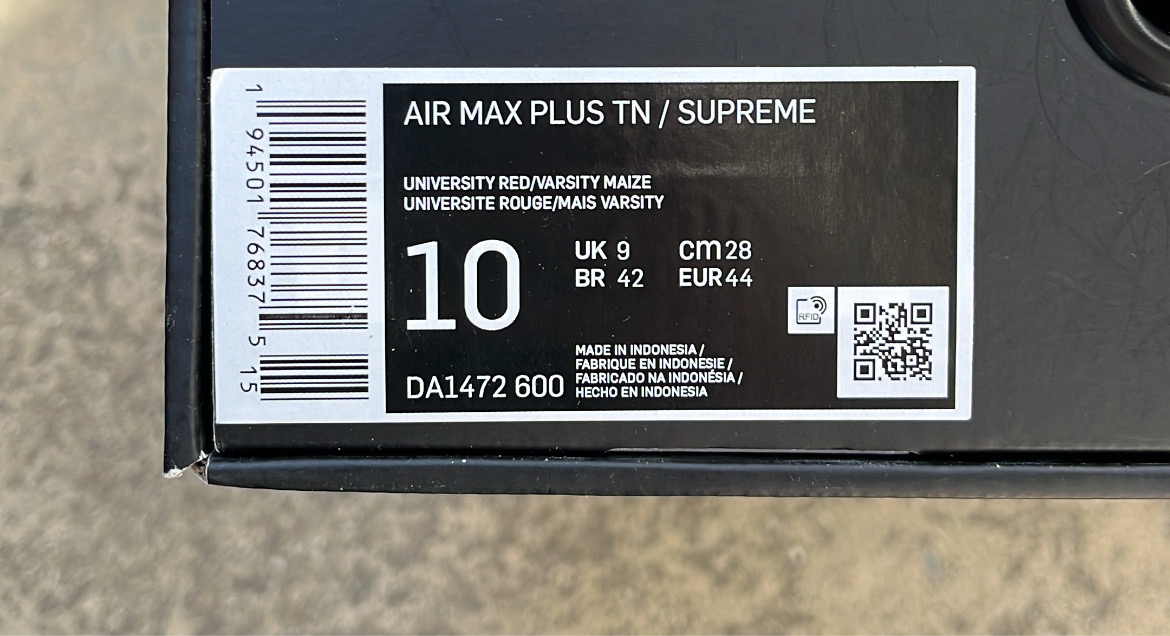 1 94501 76837 5 15
AIR MAX PLUS TN / SUPREME
UNIVERSITY RED/VARSITY MAIZE
UNIVERSITE ROUGE/MAIS VARSITY
10
UK 9 cm 28
BR 42 EUR 44
RFID
MADE IN INDONESIA /
FABRIQUE EN INDONESIE /
FABRICADO NA INDONÉSIA /
HECHO EN INDONESIA
DA1472 600